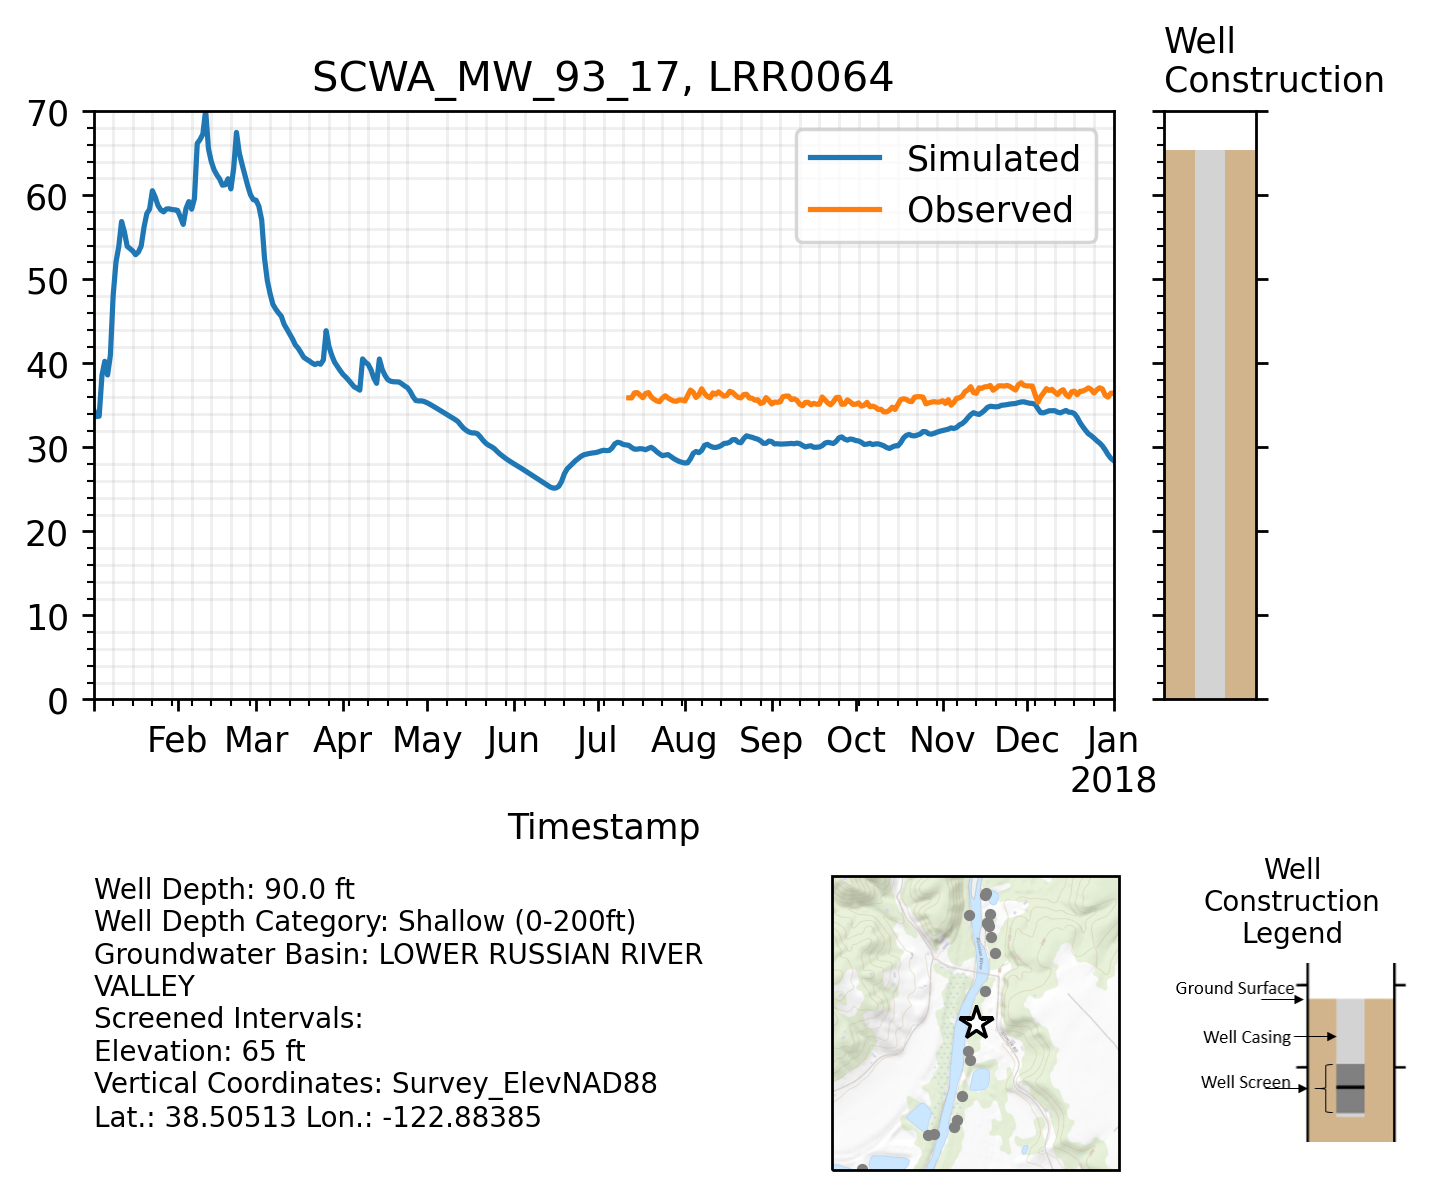 Well
Construction
SCWA_MW_93_17, LRR0064
70
60
50
40
30
20
10
0
Simulated
Observed
Feb Mar Apr May Jun Jul Aug Sep Oct Nov Dec Jan
2018
Timestamp
Well Depth: 90.0 ft
Well Depth Category: Shallow (0-200ft)
Groundwater Basin: LOWER RUSSIAN RIVER
VALLEY
Screened Intervals:
Elevation: 65 ft
Vertical Coordinates: Survey_ElevNAD88
Lat.: 38.50513 Lon.: -122.88385
Well
Construction
Legend
Ground Surface
Well Casing
Well Screen